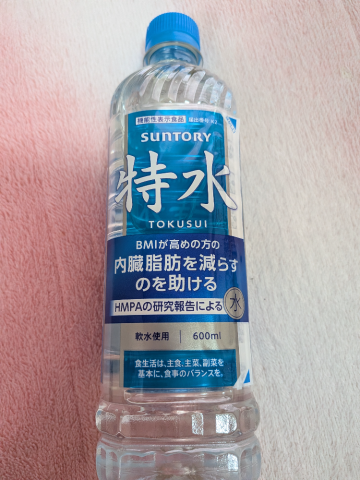 機能性表示食品
SUNTORY
特水
TOKUSUI
BMIが高めの方の
内臓脂肪を減らす
のを助ける
HMPAの研究報告による
水
軟水使用 600ml
食生活は、主食、主菜、副菜を
基本に、食事のバランスを。